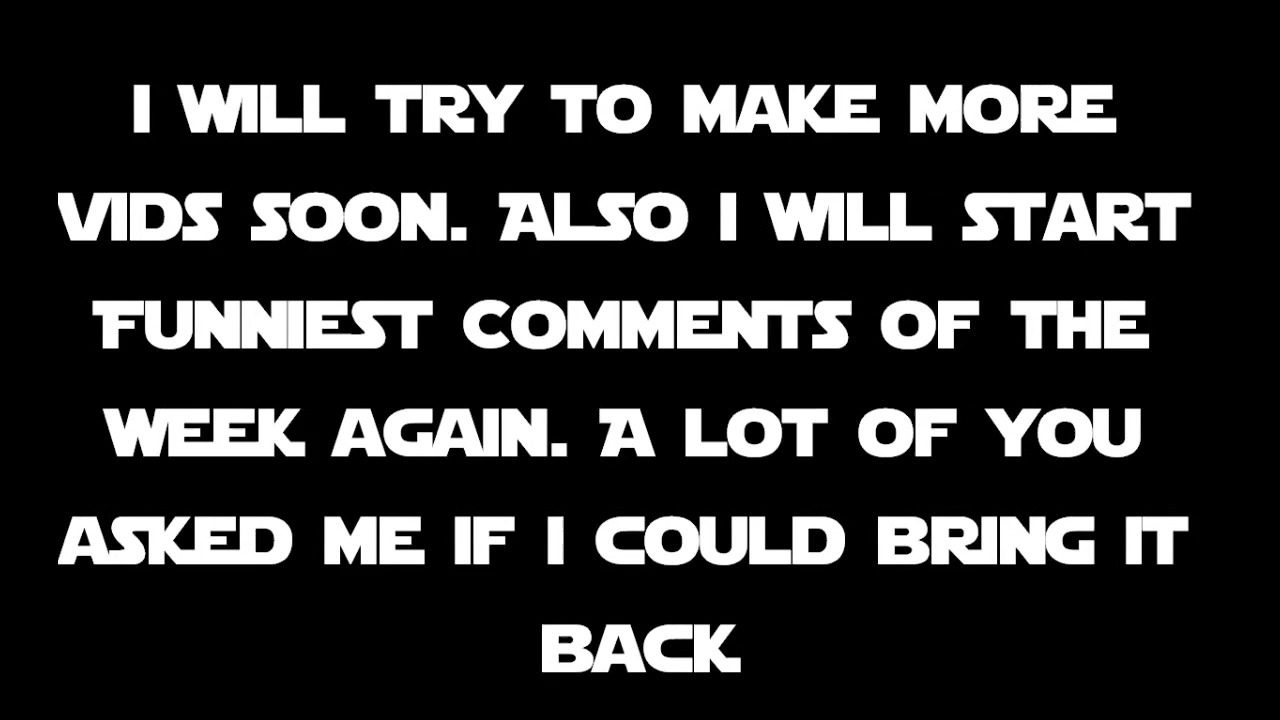 I WILL TRY TO MAKE MORE
VIDS SOON. ALSO I WILL START
FUNNIEST COMMENTS OF THE
WEEK AGAIN. A LOT OF YOU
ASKED ME IF I COULD BRING IT
BACK